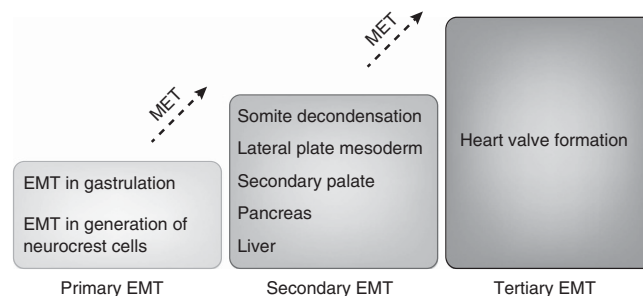 MET
MET
EMT in gastrulation
EMT in generation of
neurocrest cells
Somite decondensation
Lateral plate mesoderm
Secondary palate
Pancreas
Liver
Heart valve formation
Primary EMT
Secondary EMT
Tertiary EMT